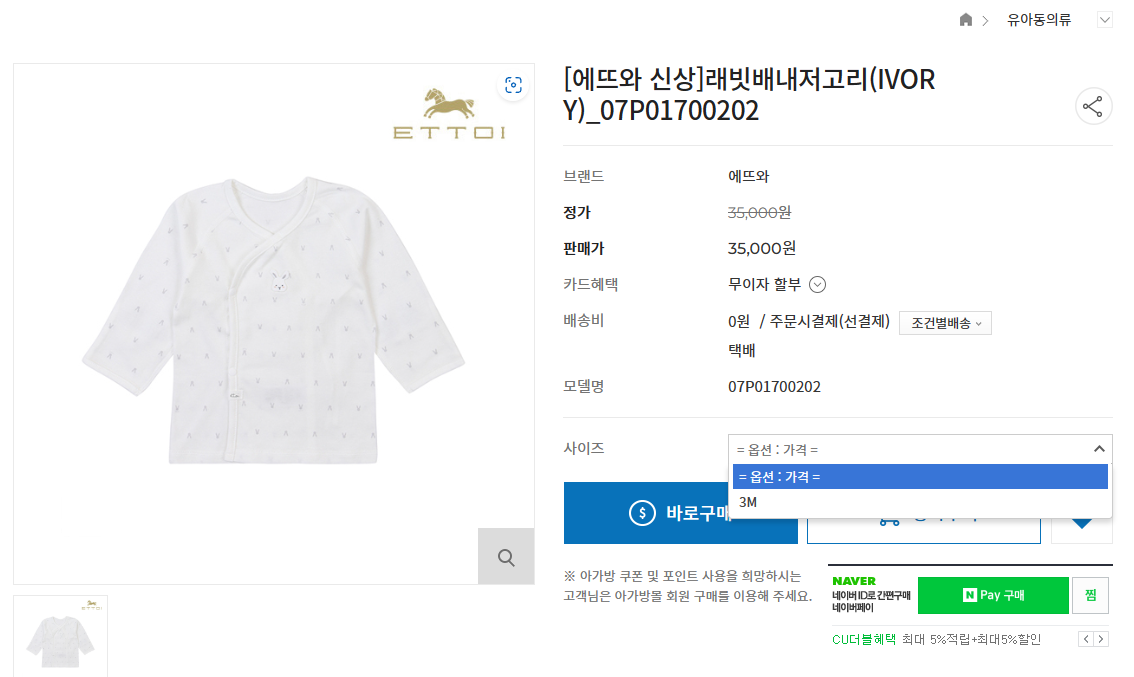 유아동의류
ETTOI
[에뜨와 신상]래빗배내저고리(IVOR
Y)_07P01700202
브랜드 에뜨와
정가 35,000원
판매가 35,000원
카드혜택 무이자 할부
배송비 0원 / 주문시결제(선결제) 조건별배송
택배
모델명 07P01700202
사이즈 = 옵션 : 가격 =
= 옵션 : 가격 =
3M
바로구매
※ 아가방 쿠폰 및 포인트 사용을 희망하시는
고객님은 아가방몰 회원 구매를 이용해 주세요.
NAVER
네이버 ID로 간편구매
네이버페이
N Pay 구매
찜
CU더블혜택 최대 5%적립+최대5%할인